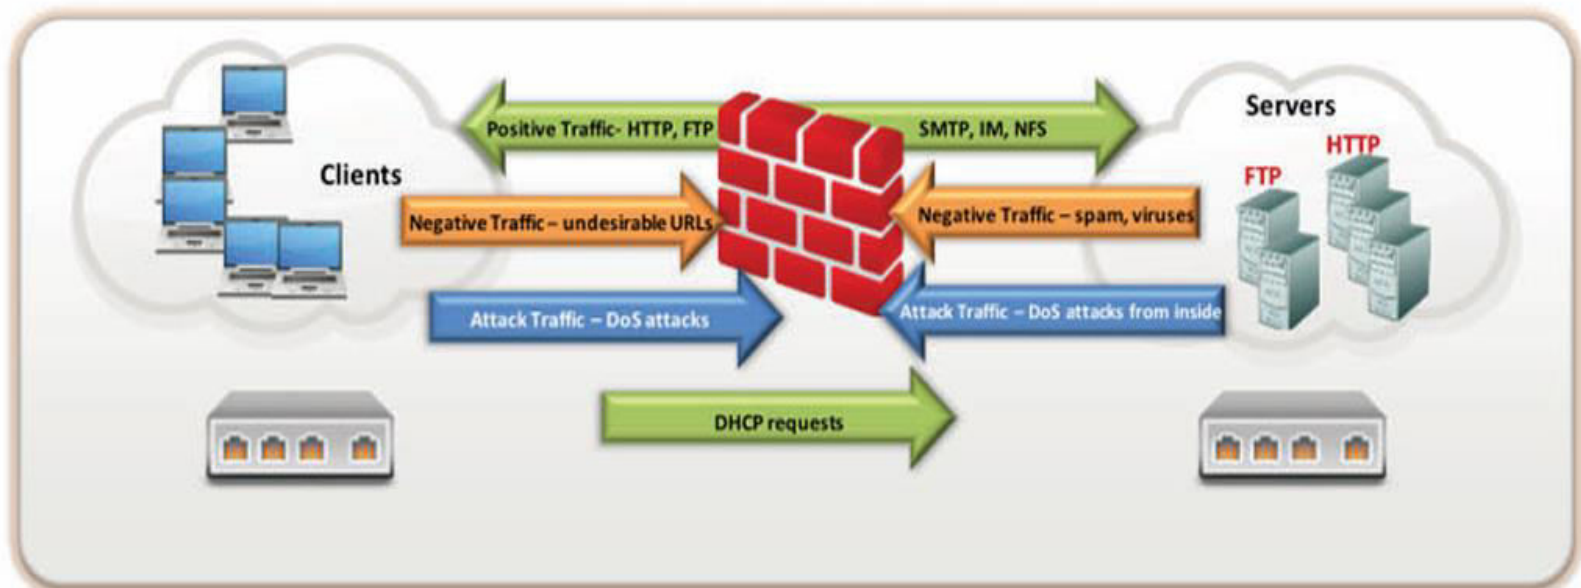 Servers
Positive Traffic- HTTP, FTP
SMTP, IM, NFS
HTTP
Clients
FTP
Negative Traffic – undesirable URLs
Negative Traffic – spam, viruses
Attack Traffic – DoS attacks
Attack Traffic – DoS attacks from inside
DHCP requests